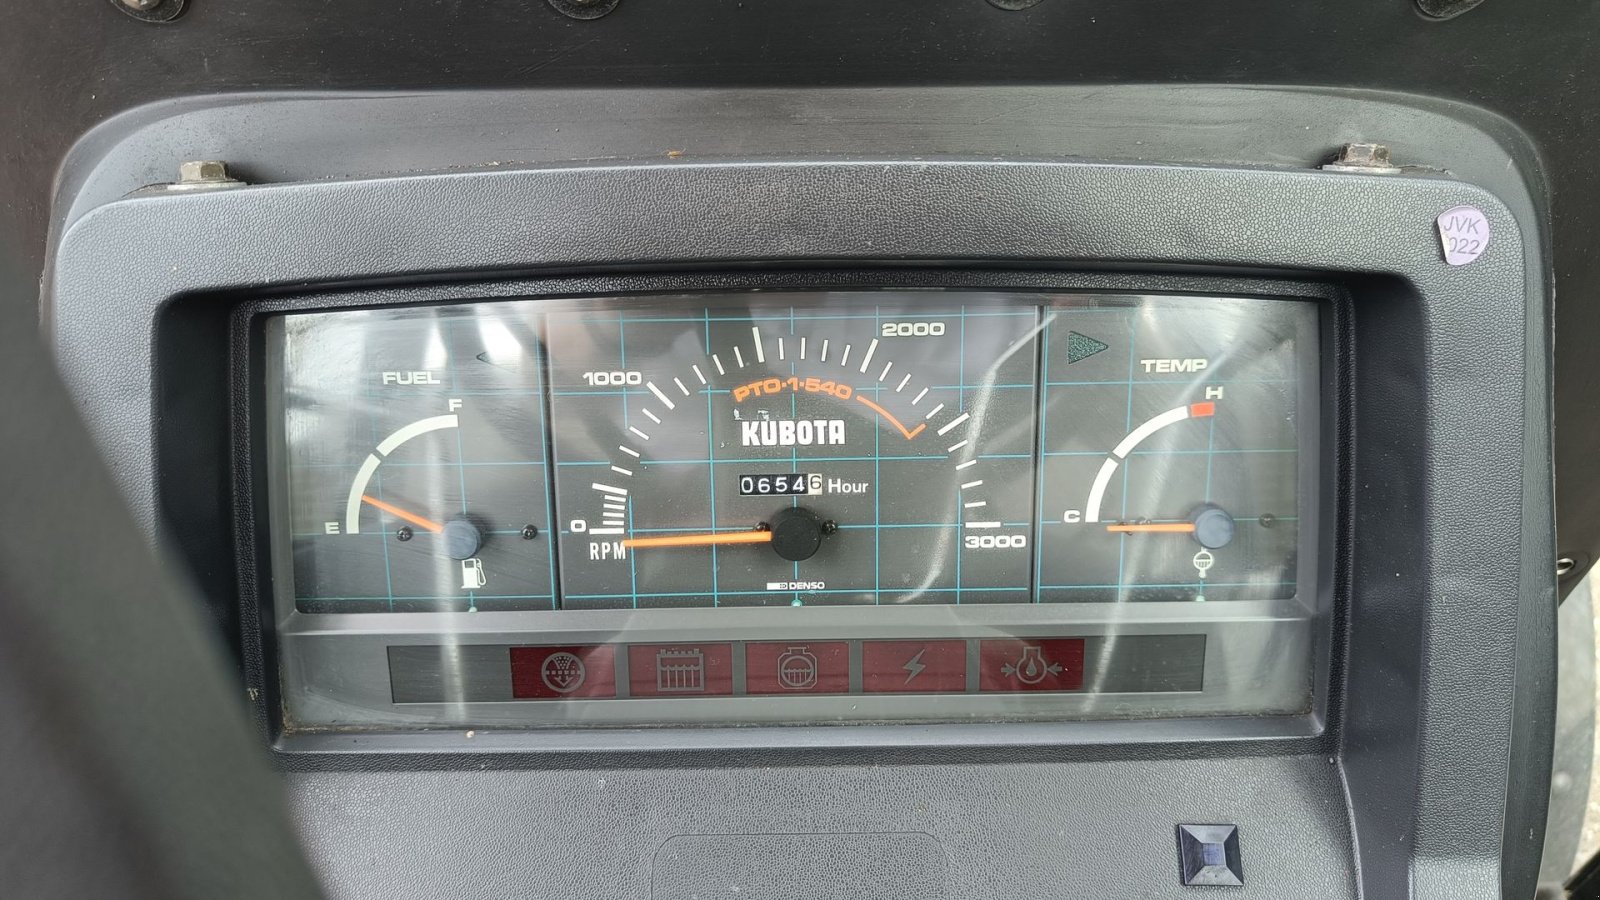 JVK
022
2000
1000
FUEL
TEMP
F
H
PTO·1·540
KUBOTA
06546 Hour
E
0
C
RPM
3000
DENSO